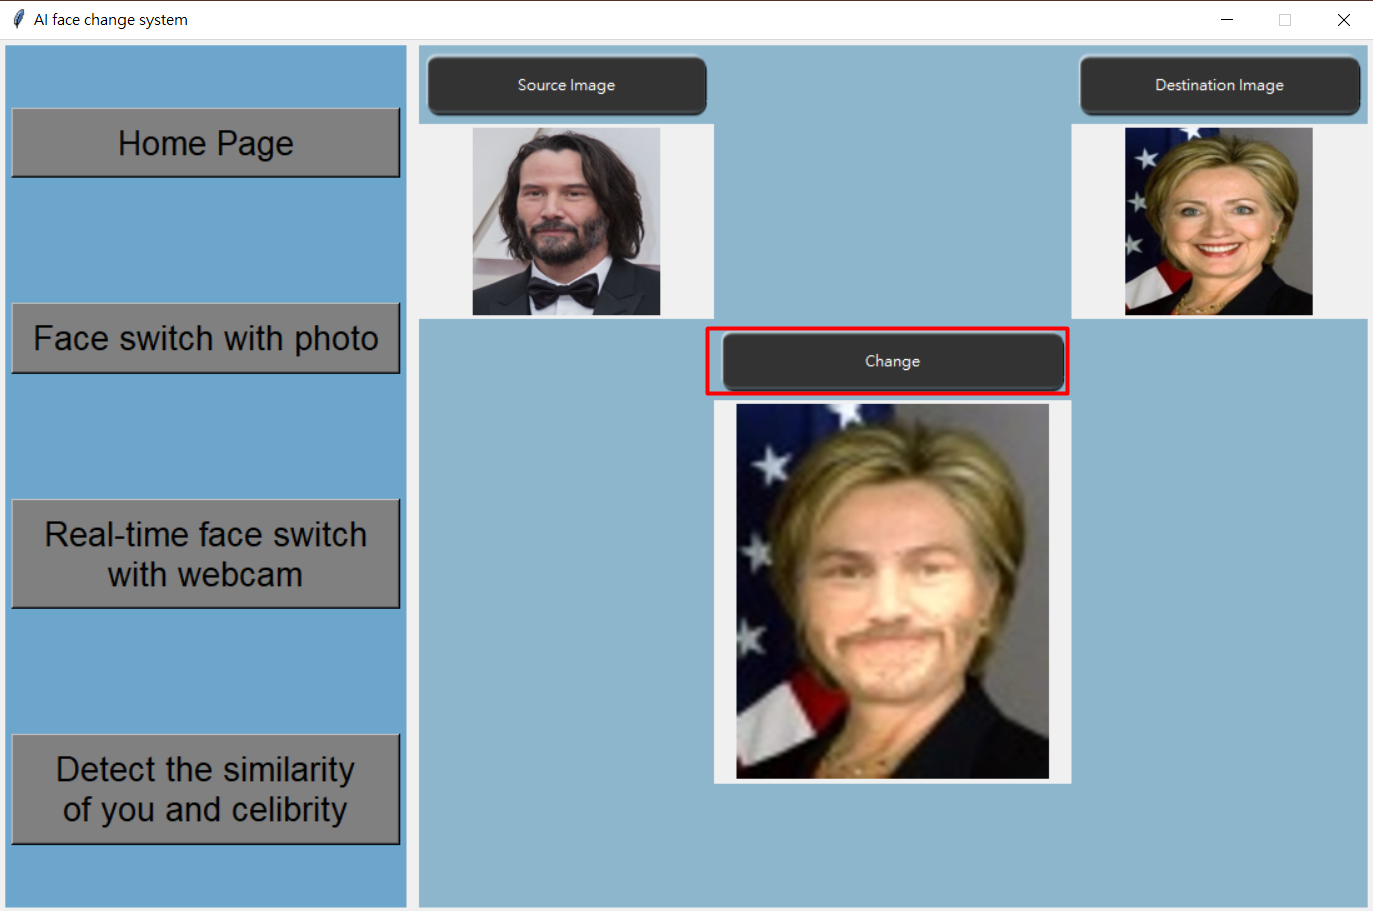 AI face change system
Home Page
Face switch with photo
Real-time face switch
with webcam
Detect the similarity
of you and celibrity
Source Image
Destination Image
Change